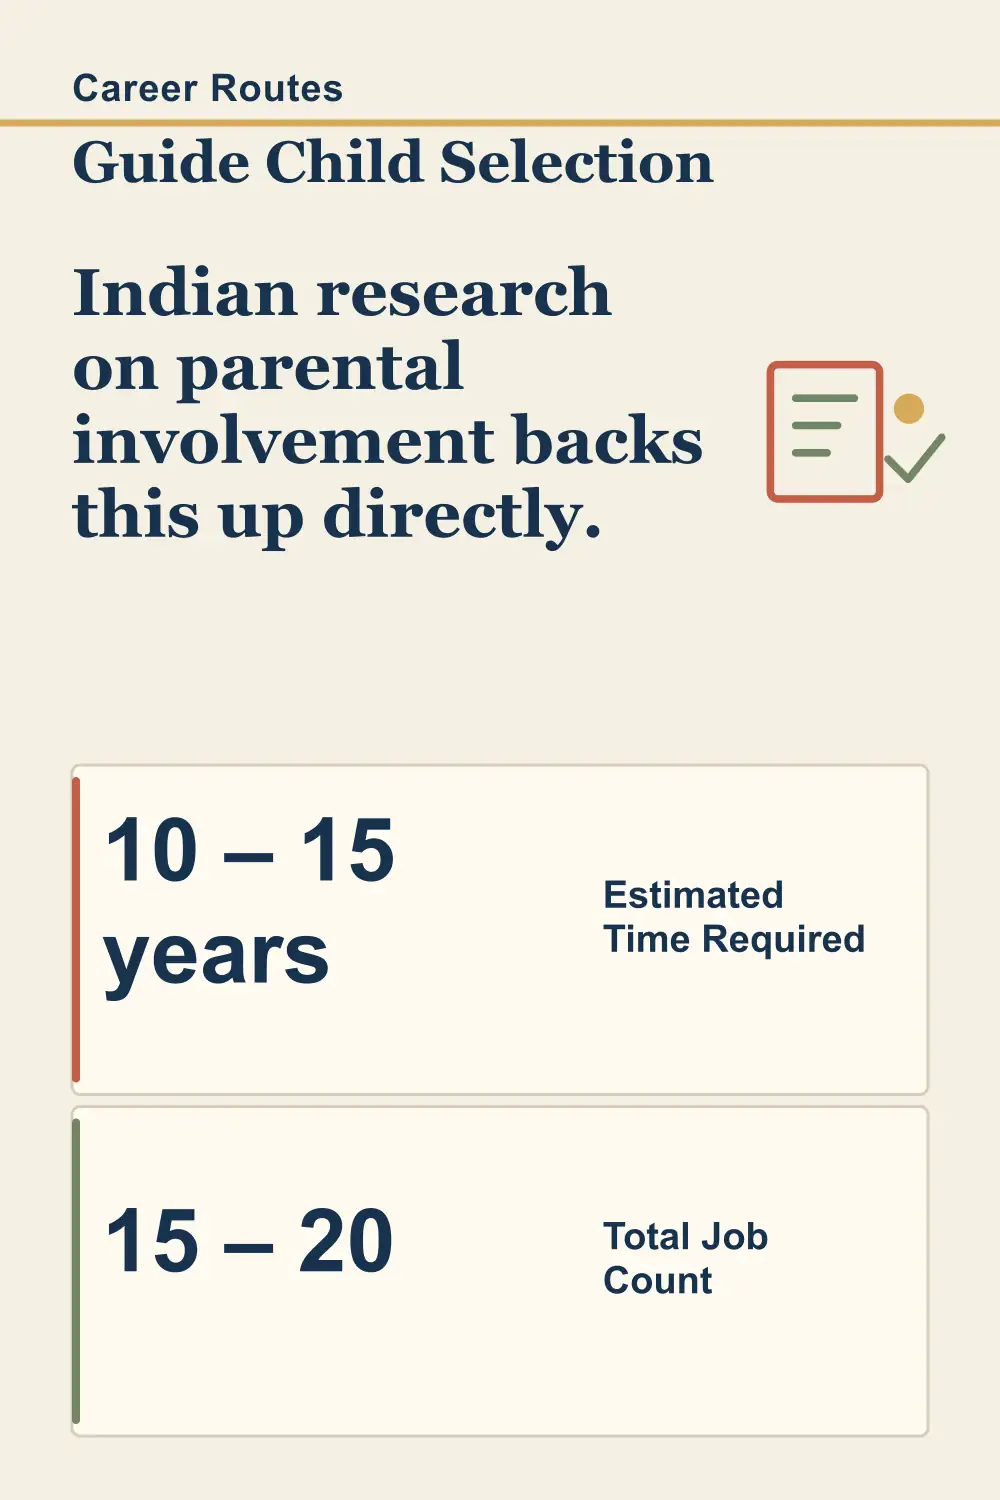 Career Routes
Guide Child Selection
Indian research
on parental
involvement backs
this up directly.
10 – 15
years
Estimated
Time Required
15 – 20
Total Job
Count